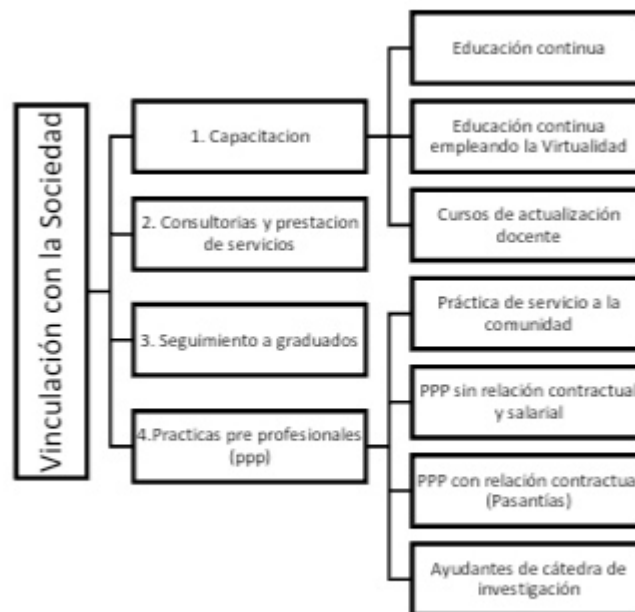 Vinculación con la Sociedad
1. Capacitacion
Educación continua
Educación continua
empleando la Virtualidad
Cursos de actualización
docente
2. Consultorias y prestacion
de servicios
3. Seguimiento a graduados
4.Practicas pre profesionales
(ppp)
Práctica de servicio a la
comunidad
PPP sin relación contractual
y salarial
PPP con relación contractual
(Pasantías)
Ayudantes de cátedra de
investigación